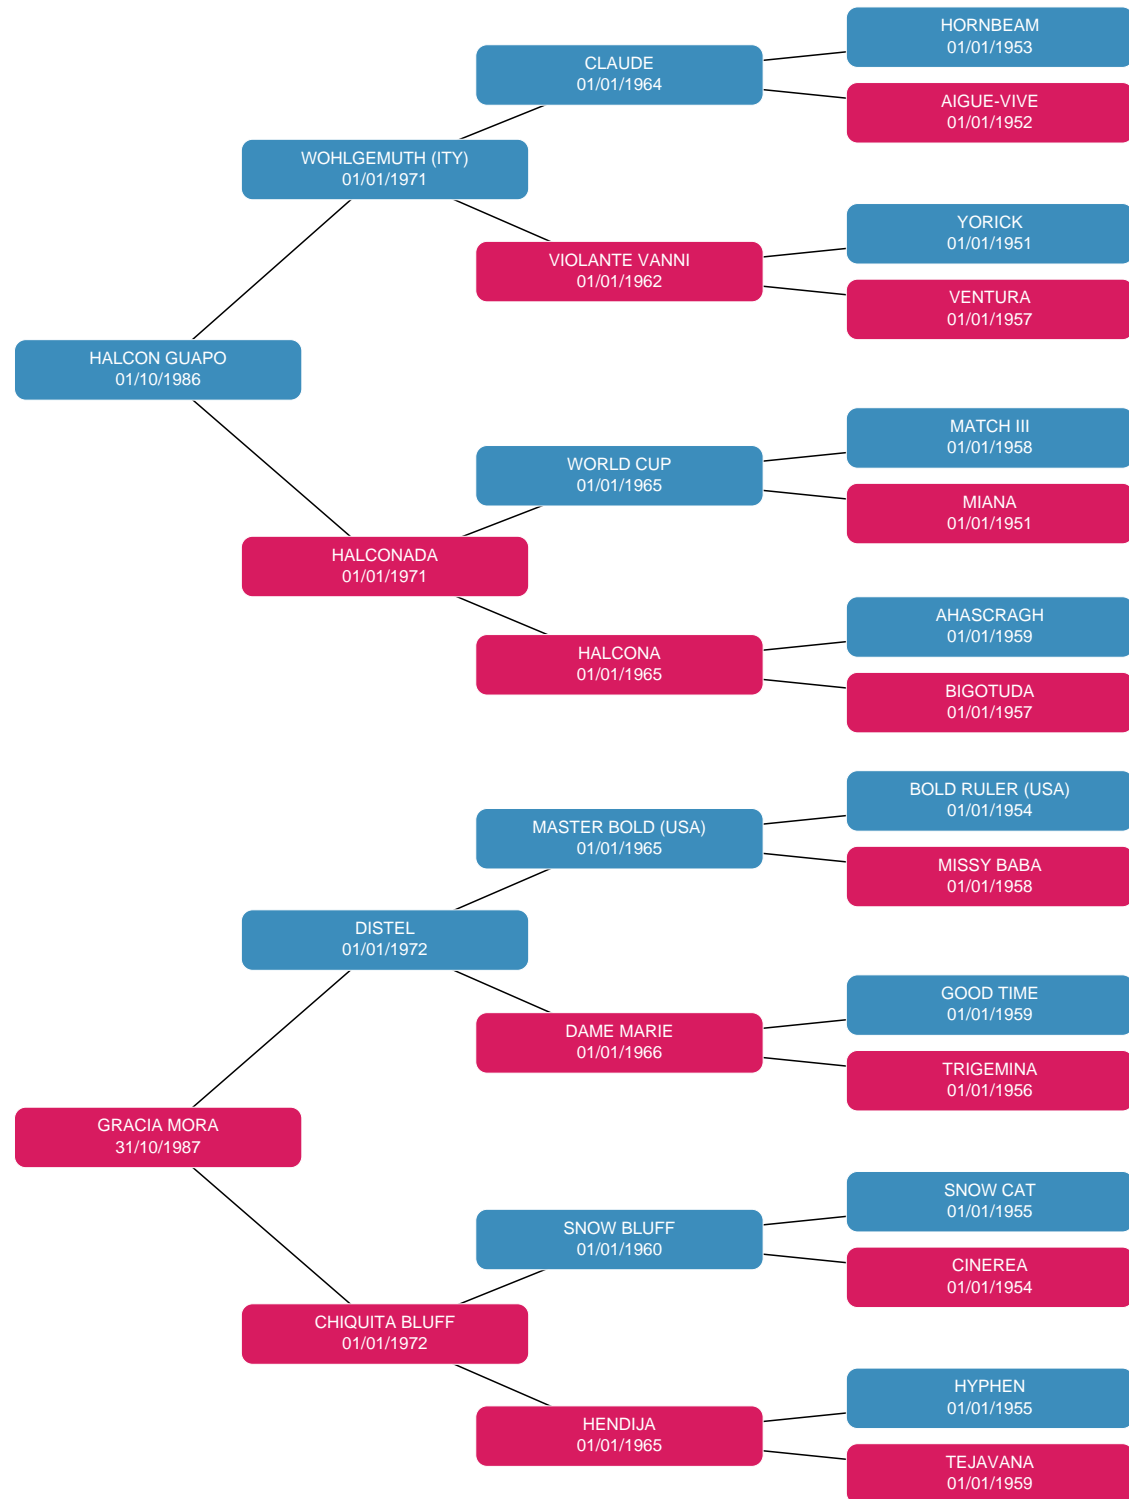 HORNBEAM
01/01/1953
CLAUDE
01/01/1964
AIGUE-VIVE
01/01/1952
WOHLGEMUTH (ITY)
01/01/1971
YORICK
01/01/1951
VIOLANTE VANNI
01/01/1962
VENTURA
01/01/1957
HALCON GUAPO
01/10/1986
MATCH III
01/01/1958
WORLD CUP
01/01/1965
MIANA
01/01/1951
HALCONADA
01/01/1971
AHASCRAGH
01/01/1959
HALCONA
01/01/1965
BIGOTUDA
01/01/1957
BOLD RULER (USA)
01/01/1954
MASTER BOLD (USA)
01/01/1965
MISSY BABA
01/01/1958
DISTEL
01/01/1972
GOOD TIME
01/01/1959
DAME MARIE
01/01/1966
TRIGEMINA
01/01/1956
GRACIA MORA
31/10/1987
SNOW CAT
01/01/1955
SNOW BLUFF
01/01/1960
CINEREA
01/01/1954
CHIQUITA BLUFF
01/01/1972
HYPHEN
01/01/1955
HENDIJA
01/01/1965
TEJAVANA
01/01/1959